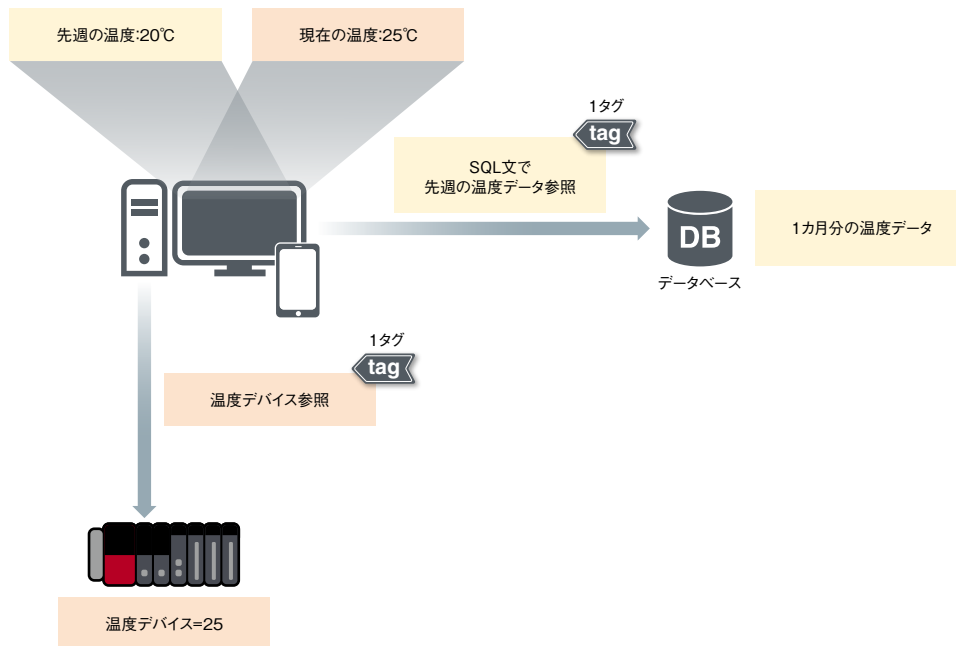 先週の温度:20℃
現在の温度:25℃
1タグ
tag
SQL文で
先週の温度データ参照
DB
データベース
1カ月分の温度データ
1タグ
tag
温度デバイス参照
温度デバイス=25